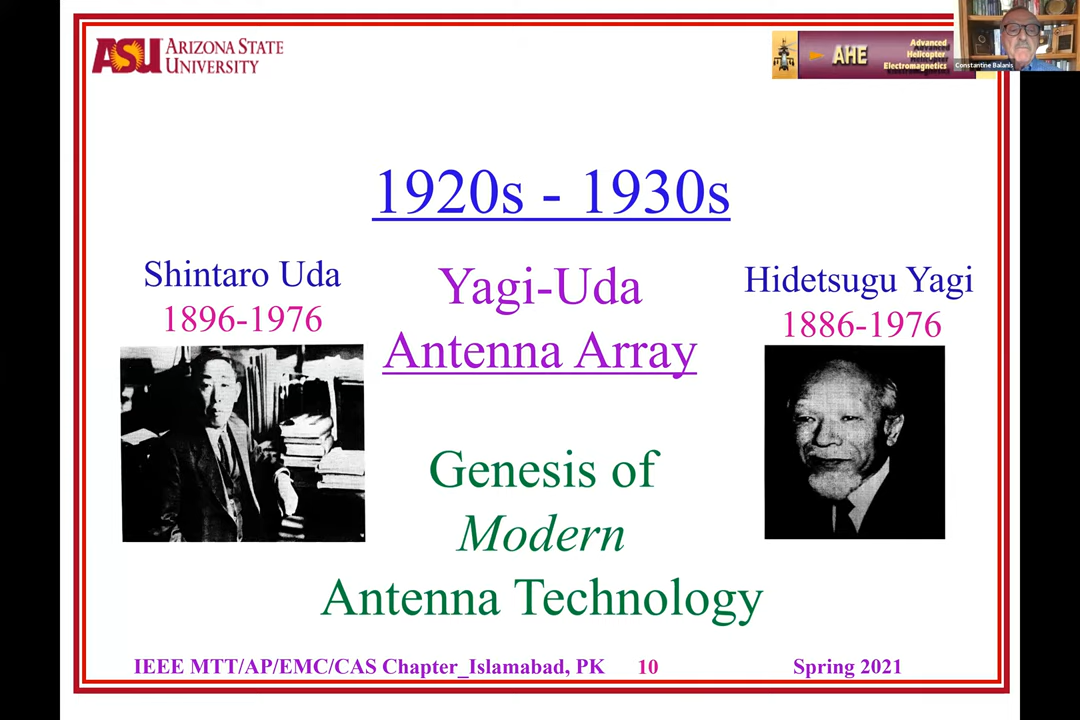 ASU ARIZONA STATE
UNIVERSITY
AHE
Advanced
Helicopter
Electromagnetics
Constantine Balanis
1920s - 1930s
Shintaro Uda
1896-1976
Yagi-Uda
Antenna Array
Hidetsugu Yagi
1886-1976
Genesis of
Modern
Antenna Technology
IEEE MTT/AP/EMC/CAS Chapter_Islamabad, PK 10 Spring 2021